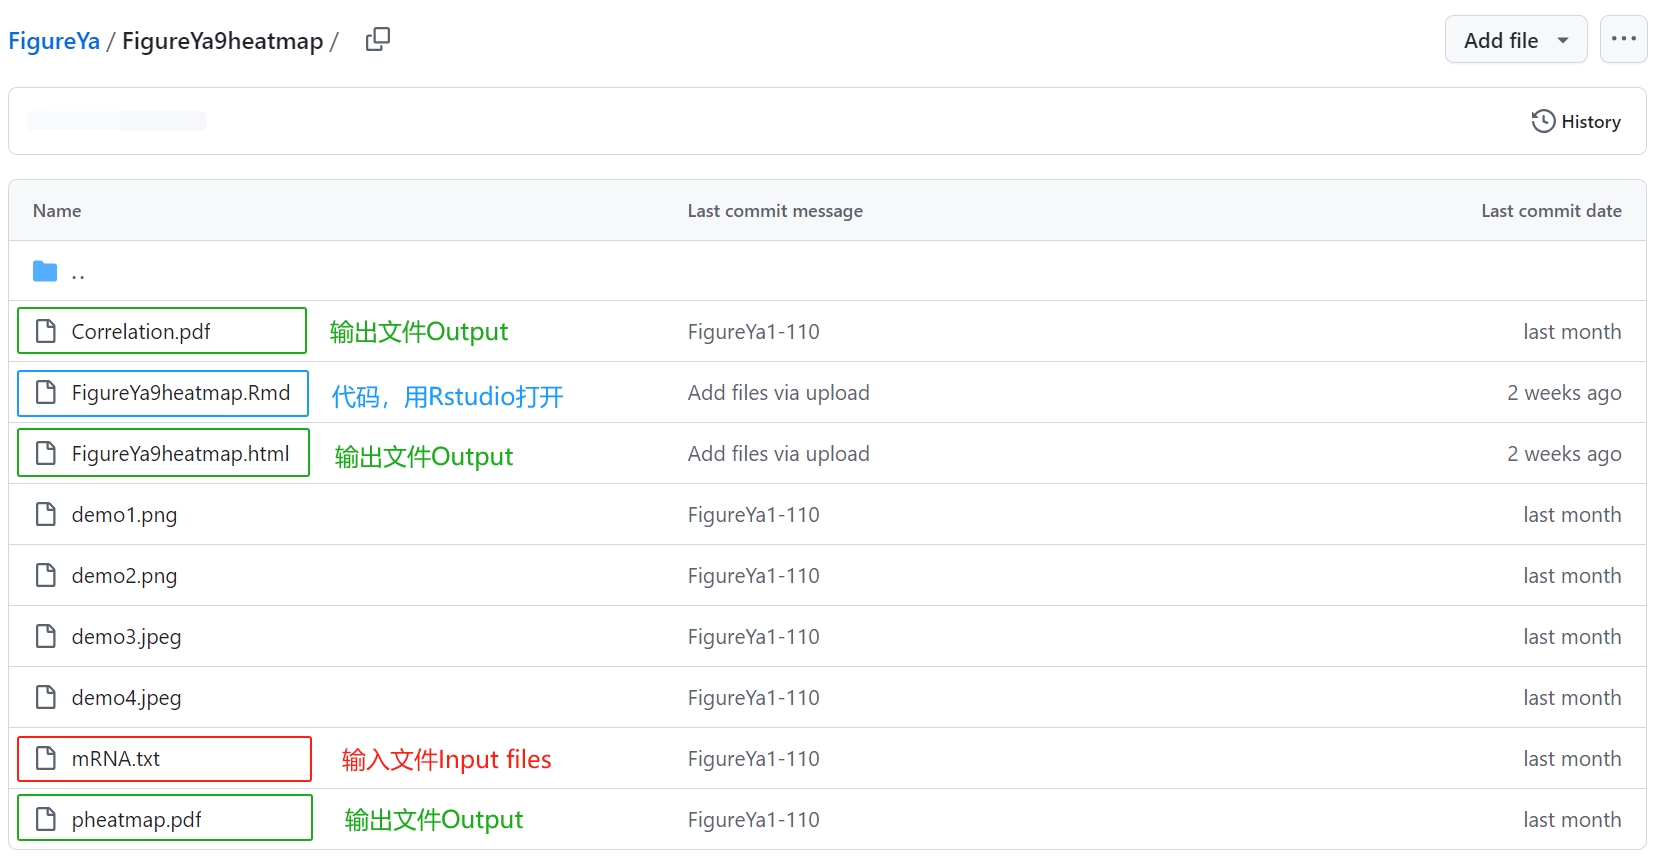 FigureYa / FigureYa9heatmap /
Add file
History
Name Last commit message Last commit date
..
Correlation.pdf 输出文件Output FigureYa1-110 last month
FigureYa9heatmap.Rmd 代码，用Rstudio打开 Add files via upload 2 weeks ago
FigureYa9heatmap.html 输出文件Output Add files via upload 2 weeks ago
demo1.png FigureYa1-110 last month
demo2.png FigureYa1-110 last month
demo3.jpeg FigureYa1-110 last month
demo4.jpeg FigureYa1-110 last month
mRNA.txt 输入文件Input files FigureYa1-110 last month
pheatmap.pdf 输出文件Output FigureYa1-110 last month